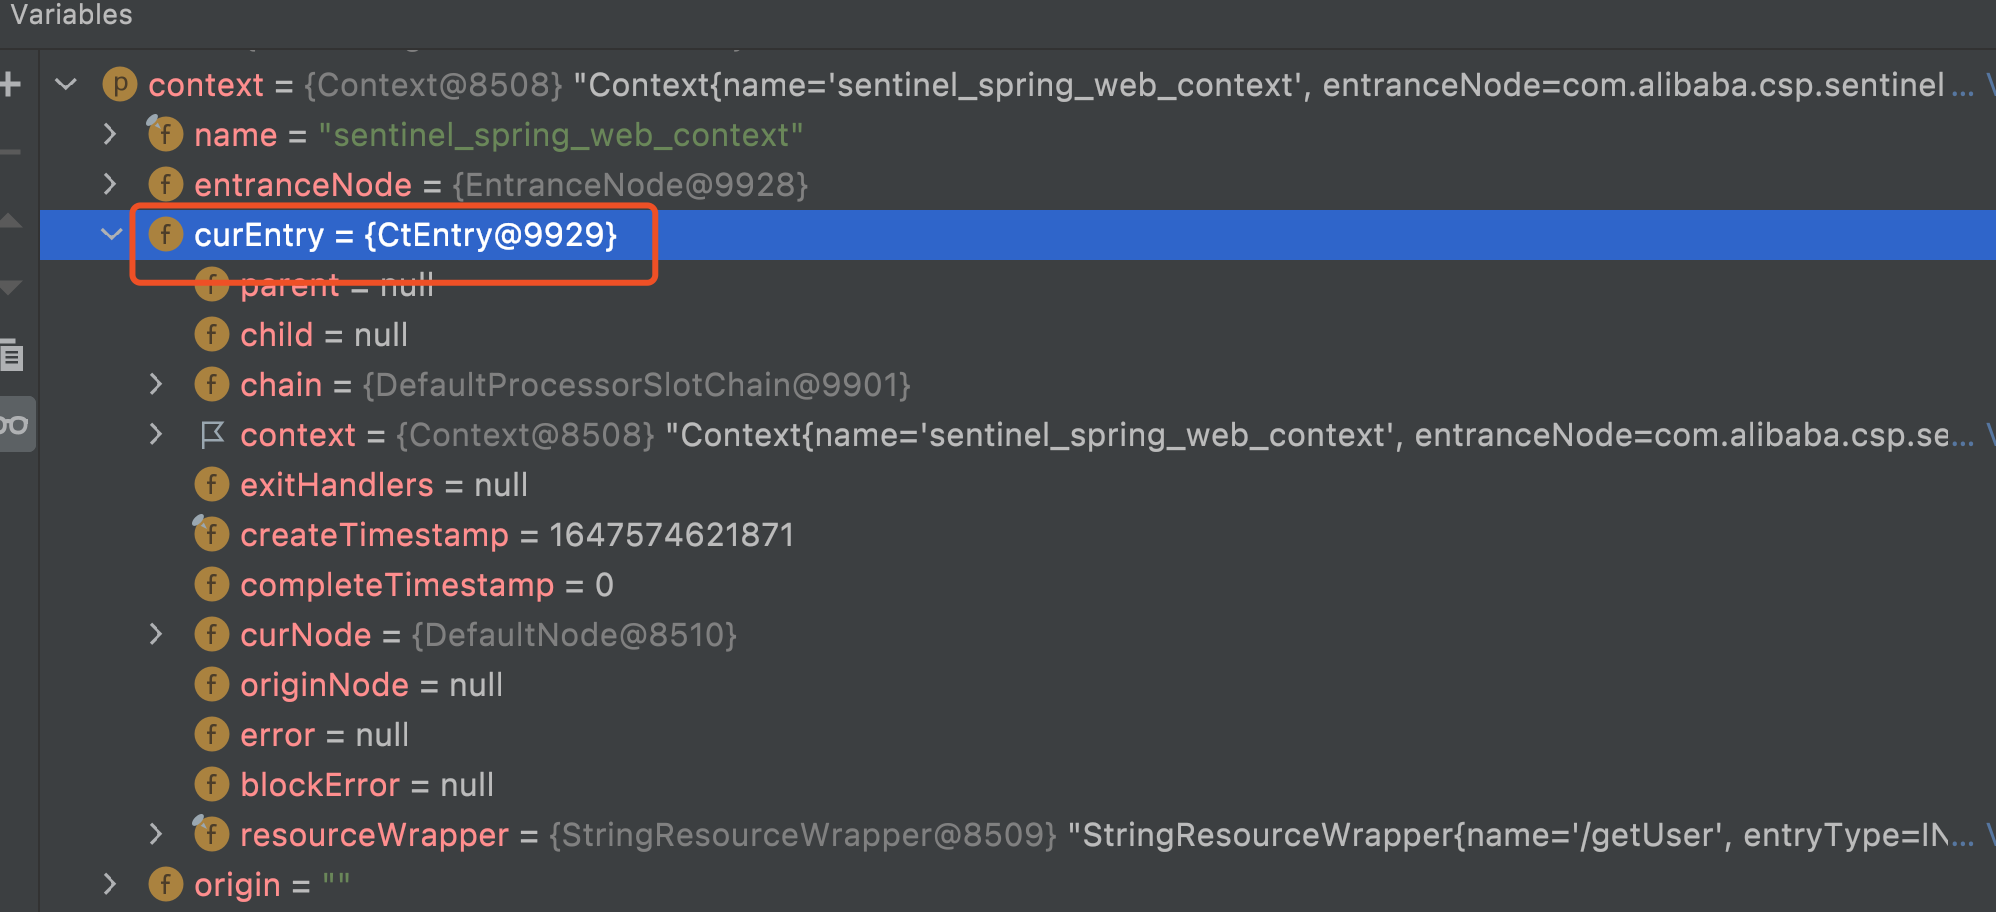 Variables
context = {Context@8508} "Context{name='sentinel_spring_web_context', entranceNode=com.alibaba.csp.sentinel ...
name = "sentinel_spring_web_context"
entranceNode = {EntranceNode@9928}
curEntry = {CtEntry@9929}
parent = null
child = null
chain = {DefaultProcessorSlotChain@9901}
context = {Context@8508} "Context{name='sentinel_spring_web_context', entranceNode=com.alibaba.csp.se...
exitHandlers = null
createTimestamp = 1647574621871
completeTimestamp = 0
curNode = {DefaultNode@8510}
originNode = null
error = null
blockError = null
resourceWrapper = {StringResourceWrapper@8509} "StringResourceWrapper{name='/getUser', entryType=IN...
origin = ""